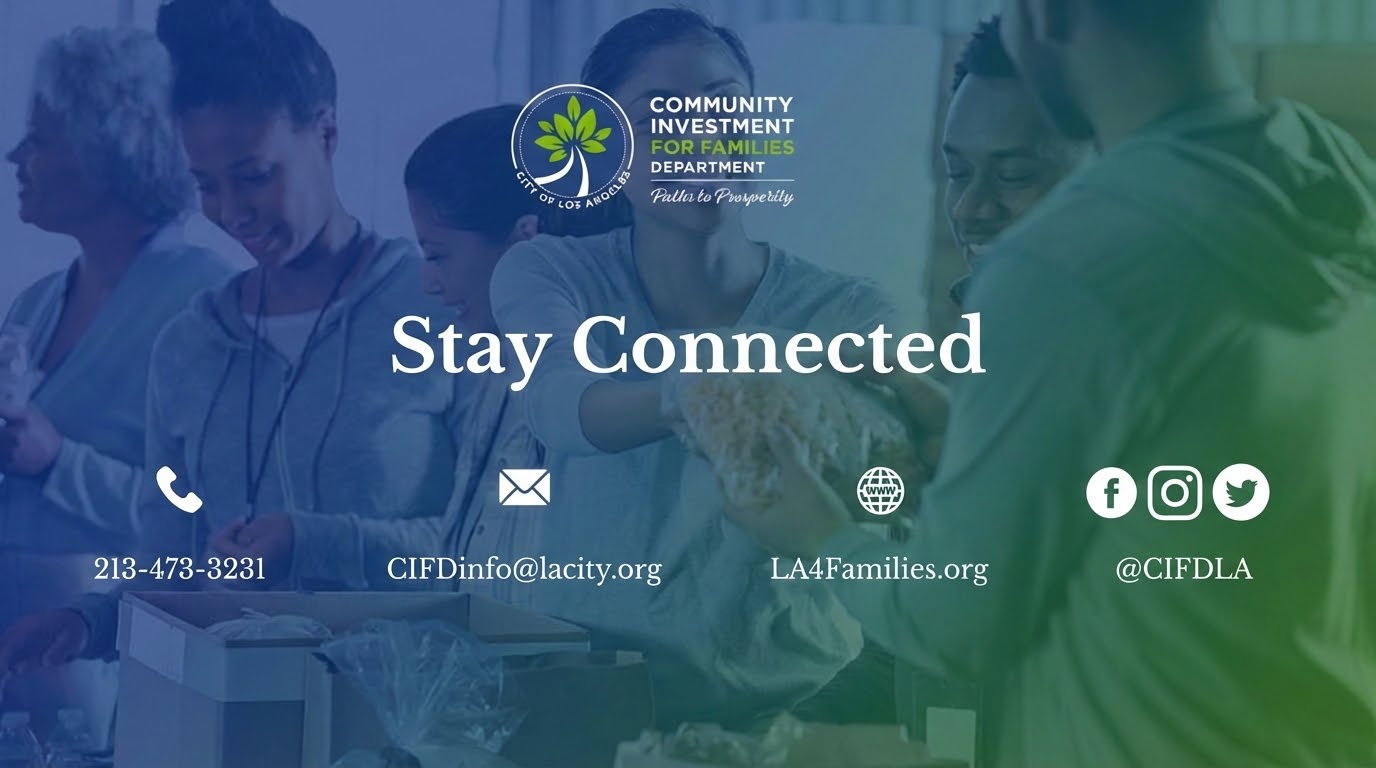 COMMUNITY
INVESTMENT
FOR FAMILIES
DEPARTMENT
Paths to Prosperity
CITY OF LOS ANGELES
Stay Connected
www
213-473-3231
CIFDinfo@lacity.org
LA4Families.org
@CIFDLA